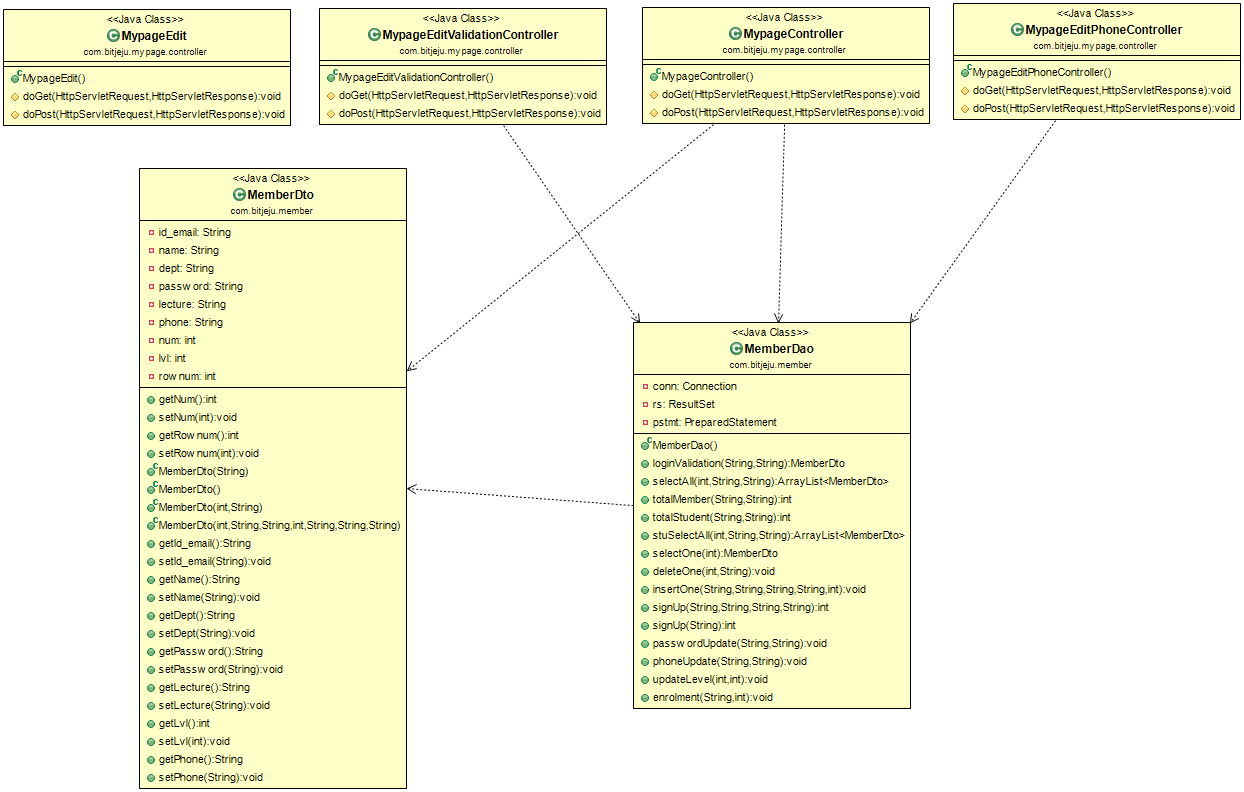 <<Java Class>>
MypageEdit
com.bitjeju.mypage.controller
MypageEdit()
doGet(HttpServletRequest,HttpServletResponse):void
doPost(HttpServletRequest,HttpServletResponse):void
<<Java Class>>
MypageEditValidationController
com.bitjeju.mypage.controller
MypageEditValidationController()
doGet(HttpServletRequest,HttpServletResponse):void
doPost(HttpServletRequest,HttpServletResponse):void
<<Java Class>>
MypageController
com.bitjeju.mypage.controller
MypageController()
doGet(HttpServletRequest,HttpServletResponse):void
doPost(HttpServletRequest,HttpServletResponse):void
<<Java Class>>
MypageEditPhoneController
com.bitjeju.mypage.controller
MypageEditPhoneController()
doGet(HttpServletRequest,HttpServletResponse):void
doPost(HttpServletRequest,HttpServletResponse):void
<<Java Class>>
MemberDto
com.bitjeju.member
id_email: String
name: String
dept: String
password: String
lecture: String
phone: String
num: int
lvl: int
rownum: int
getNum():int
setNum(int):void
getRownum():int
setRownum(int):void
MemberDto(String)
MemberDto()
MemberDto(int,String)
MemberDto(int,String,String,int,String,String,String)
getId_email():String
setId_email(String):void
getName():String
setName(String):void
getDept():String
setDept(String):void
getPassword():String
setPassword(String):void
getLecture():String
setLecture(String):void
getLvl():int
setLvl(int):void
getPhone():String
setPhone(String):void
<<Java Class>>
MemberDao
com.bitjeju.member
conn: Connection
rs: ResultSet
pstmt: PreparedStatement
MemberDao()
loginValidation(String,String):MemberDto
selectAll(int,String,String):ArrayList<MemberDto>
totalMember(String,String):int
totalStudent(String,String):int
stuSelectAll(int,String,String):ArrayList<MemberDto>
selectOne(int):MemberDto
deleteOne(int,String):void
insertOne(String,String,String,String,int):void
signUp(String,String,String,String):int
signUp(String):int
passwordUpdate(String,String):void
phoneUpdate(String,String):void
updateLevel(int,int):void
enrolment(String,int):void